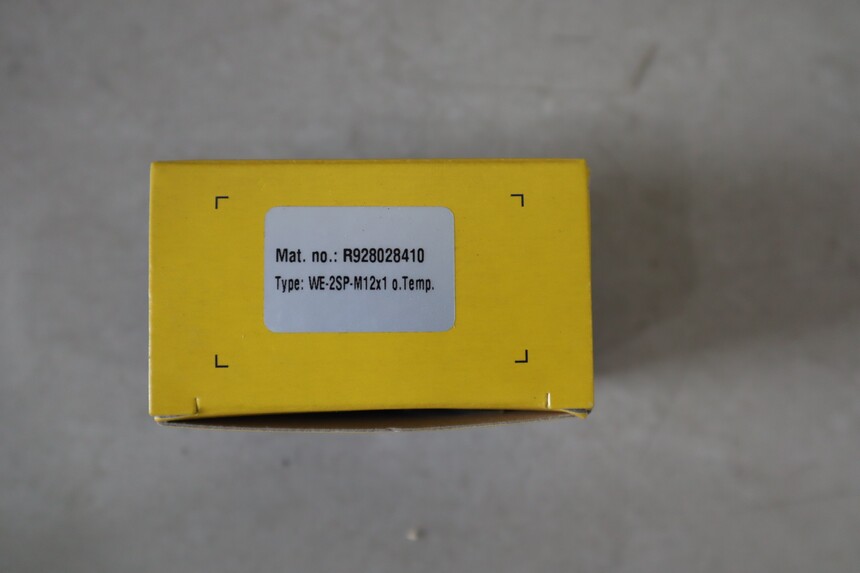 Mat. no.: R928028410
Type: WE-2SP-M12x1 o.Temp.